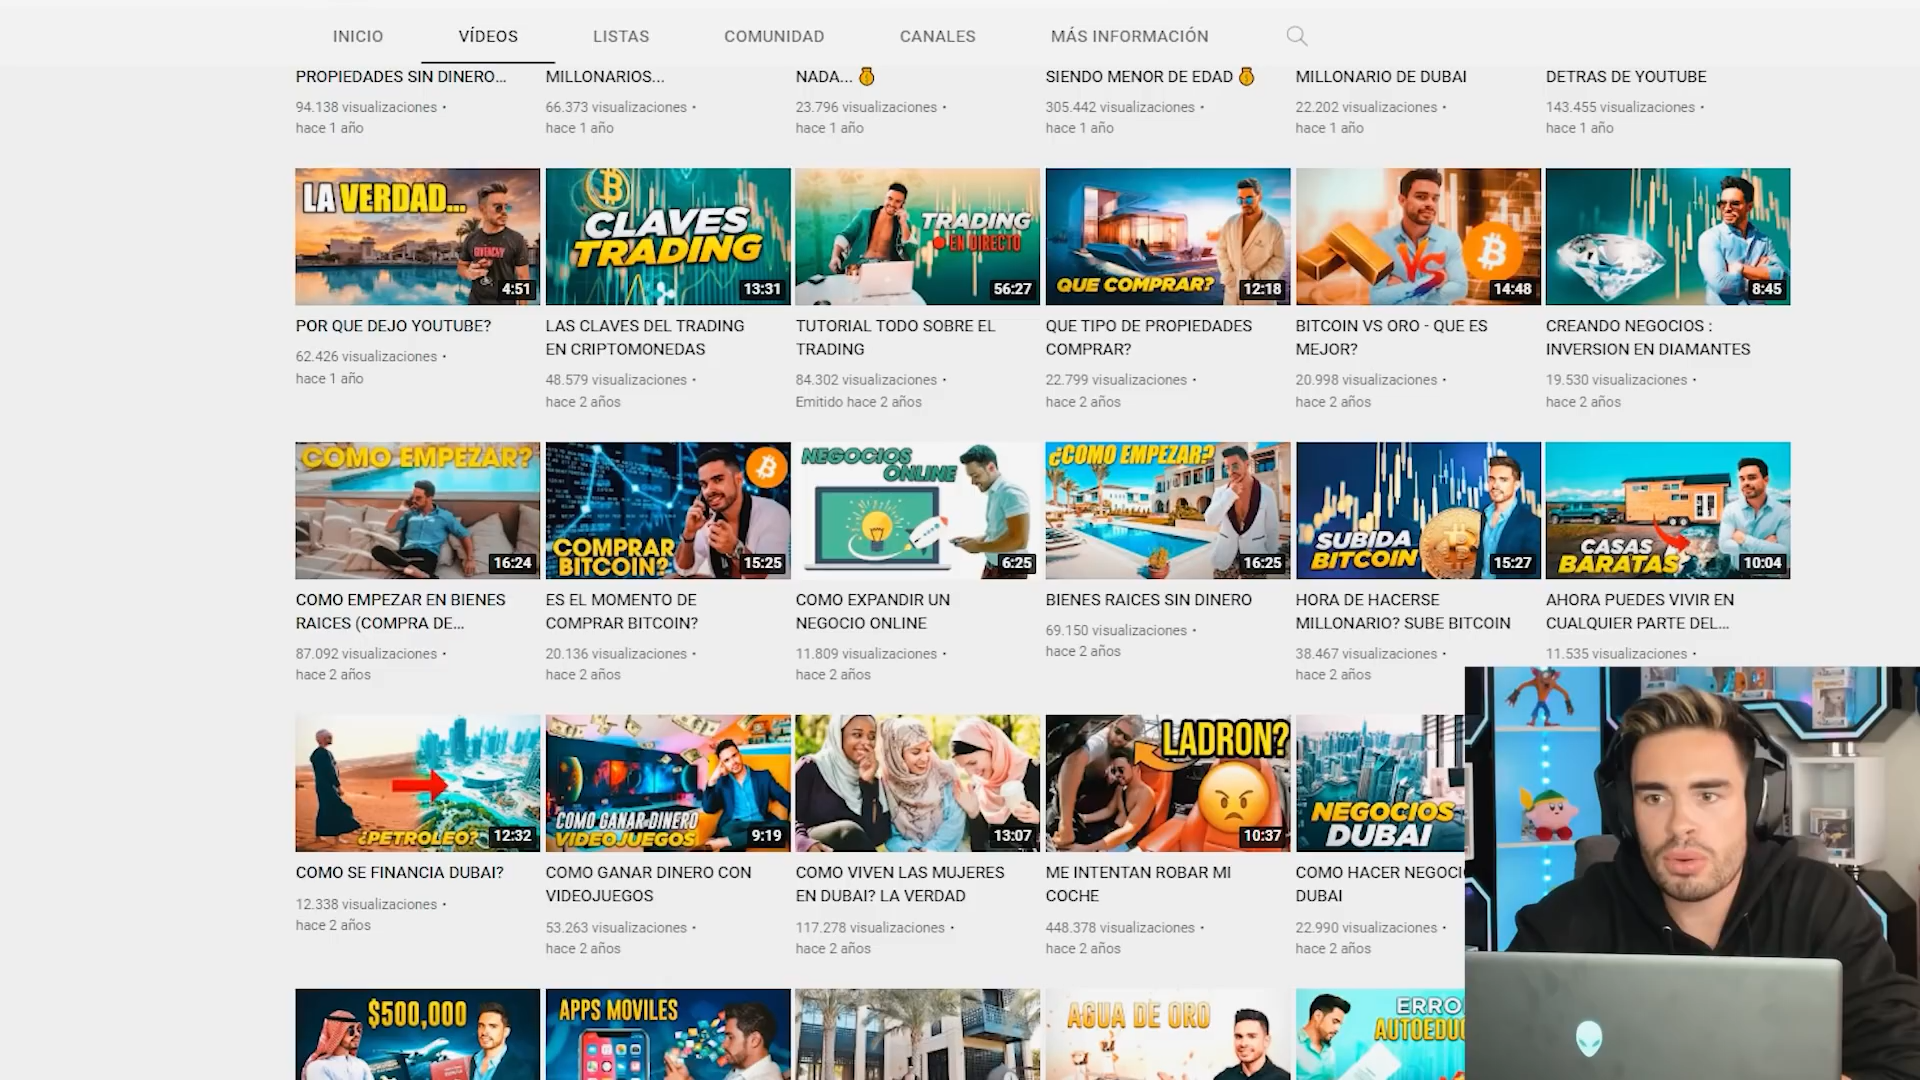 INICIO
VÍDEOS
LISTAS
COMUNIDAD
CANALES
MÁS INFORMACIÓN
PROPIEDADES SIN DINERO...
94.138 visualizaciones •
hace 1 año
MILLONARIOS...
66.373 visualizaciones •
hace 1 año
NADA... 💰
23.796 visualizaciones •
hace 1 año
SIENDO MENOR DE EDAD 💰
305.442 visualizaciones •
hace 1 año
MILLONARIO DE DUBAI
22.202 visualizaciones •
hace 1 año
DETRAS DE YOUTUBE
143.455 visualizaciones •
hace 1 año
LA VERDAD...
GIVENCHY
4:51
POR QUE DEJO YOUTUBE?
62.426 visualizaciones •
hace 1 año
CLAVES
TRADING
13:31
LAS CLAVES DEL TRADING
EN CRIPTOMONEDAS
48.579 visualizaciones •
hace 2 años
TRADING
EN DIRECTO
56:27
TUTORIAL TODO SOBRE EL
TRADING
84.302 visualizaciones •
Emitido hace 2 años
QUE COMPRAR?
12:18
QUE TIPO DE PROPIEDADES
COMPRAR?
22.799 visualizaciones •
hace 2 años
VS
14:48
BITCOIN VS ORO - QUE ES
MEJOR?
20.998 visualizaciones •
hace 2 años
8:45
CREANDO NEGOCIOS :
INVERSION EN DIAMANTES
19.530 visualizaciones •
hace 2 años
COMO EMPEZAR?
16:24
COMO EMPEZAR EN BIENES
RAICES (COMPRA DE...
87.092 visualizaciones •
hace 2 años
COMPRAR
BITCOIN?
15:25
ES EL MOMENTO DE
COMPRAR BITCOIN?
20.136 visualizaciones •
hace 2 años
NEGOCIOS
ONLINE
6:25
COMO EXPANDIR UN
NEGOCIO ONLINE
11.809 visualizaciones •
hace 2 años
¿COMO EMPEZAR?
16:25
BIENES RAICES SIN DINERO
69.150 visualizaciones •
hace 2 años
SUBIDA
BITCOIN
15:27
HORA DE HACERSE
MILLONARIO? SUBE BITCOIN
38.467 visualizaciones •
hace 2 años
CASAS
BARATAS
10:04
AHORA PUEDES VIVIR EN
CUALQUIER PARTE DEL...
11.535 visualizaciones •
¿PETROLEO?
12:32
COMO SE FINANCIA DUBAI?
12.338 visualizaciones •
hace 2 años
COMO GANAR DINERO
VIDEOJUEGOS
9:19
COMO GANAR DINERO CON
VIDEOJUEGOS
53.263 visualizaciones •
hace 2 años
13:07
COMO VIVEN LAS MUJERES
EN DUBAI? LA VERDAD
117.278 visualizaciones •
hace 2 años
LADRON?
10:37
ME INTENTAN ROBAR MI
COCHE
448.378 visualizaciones •
hace 2 años
NEGOCIOS
DUBAI
COMO HACER NEGOCI
DUBAI
22.990 visualizaciones •
hace 2 años
$500,000
APPS MOVILES
AGUA DE ORO
ERRO
AUTOEDU